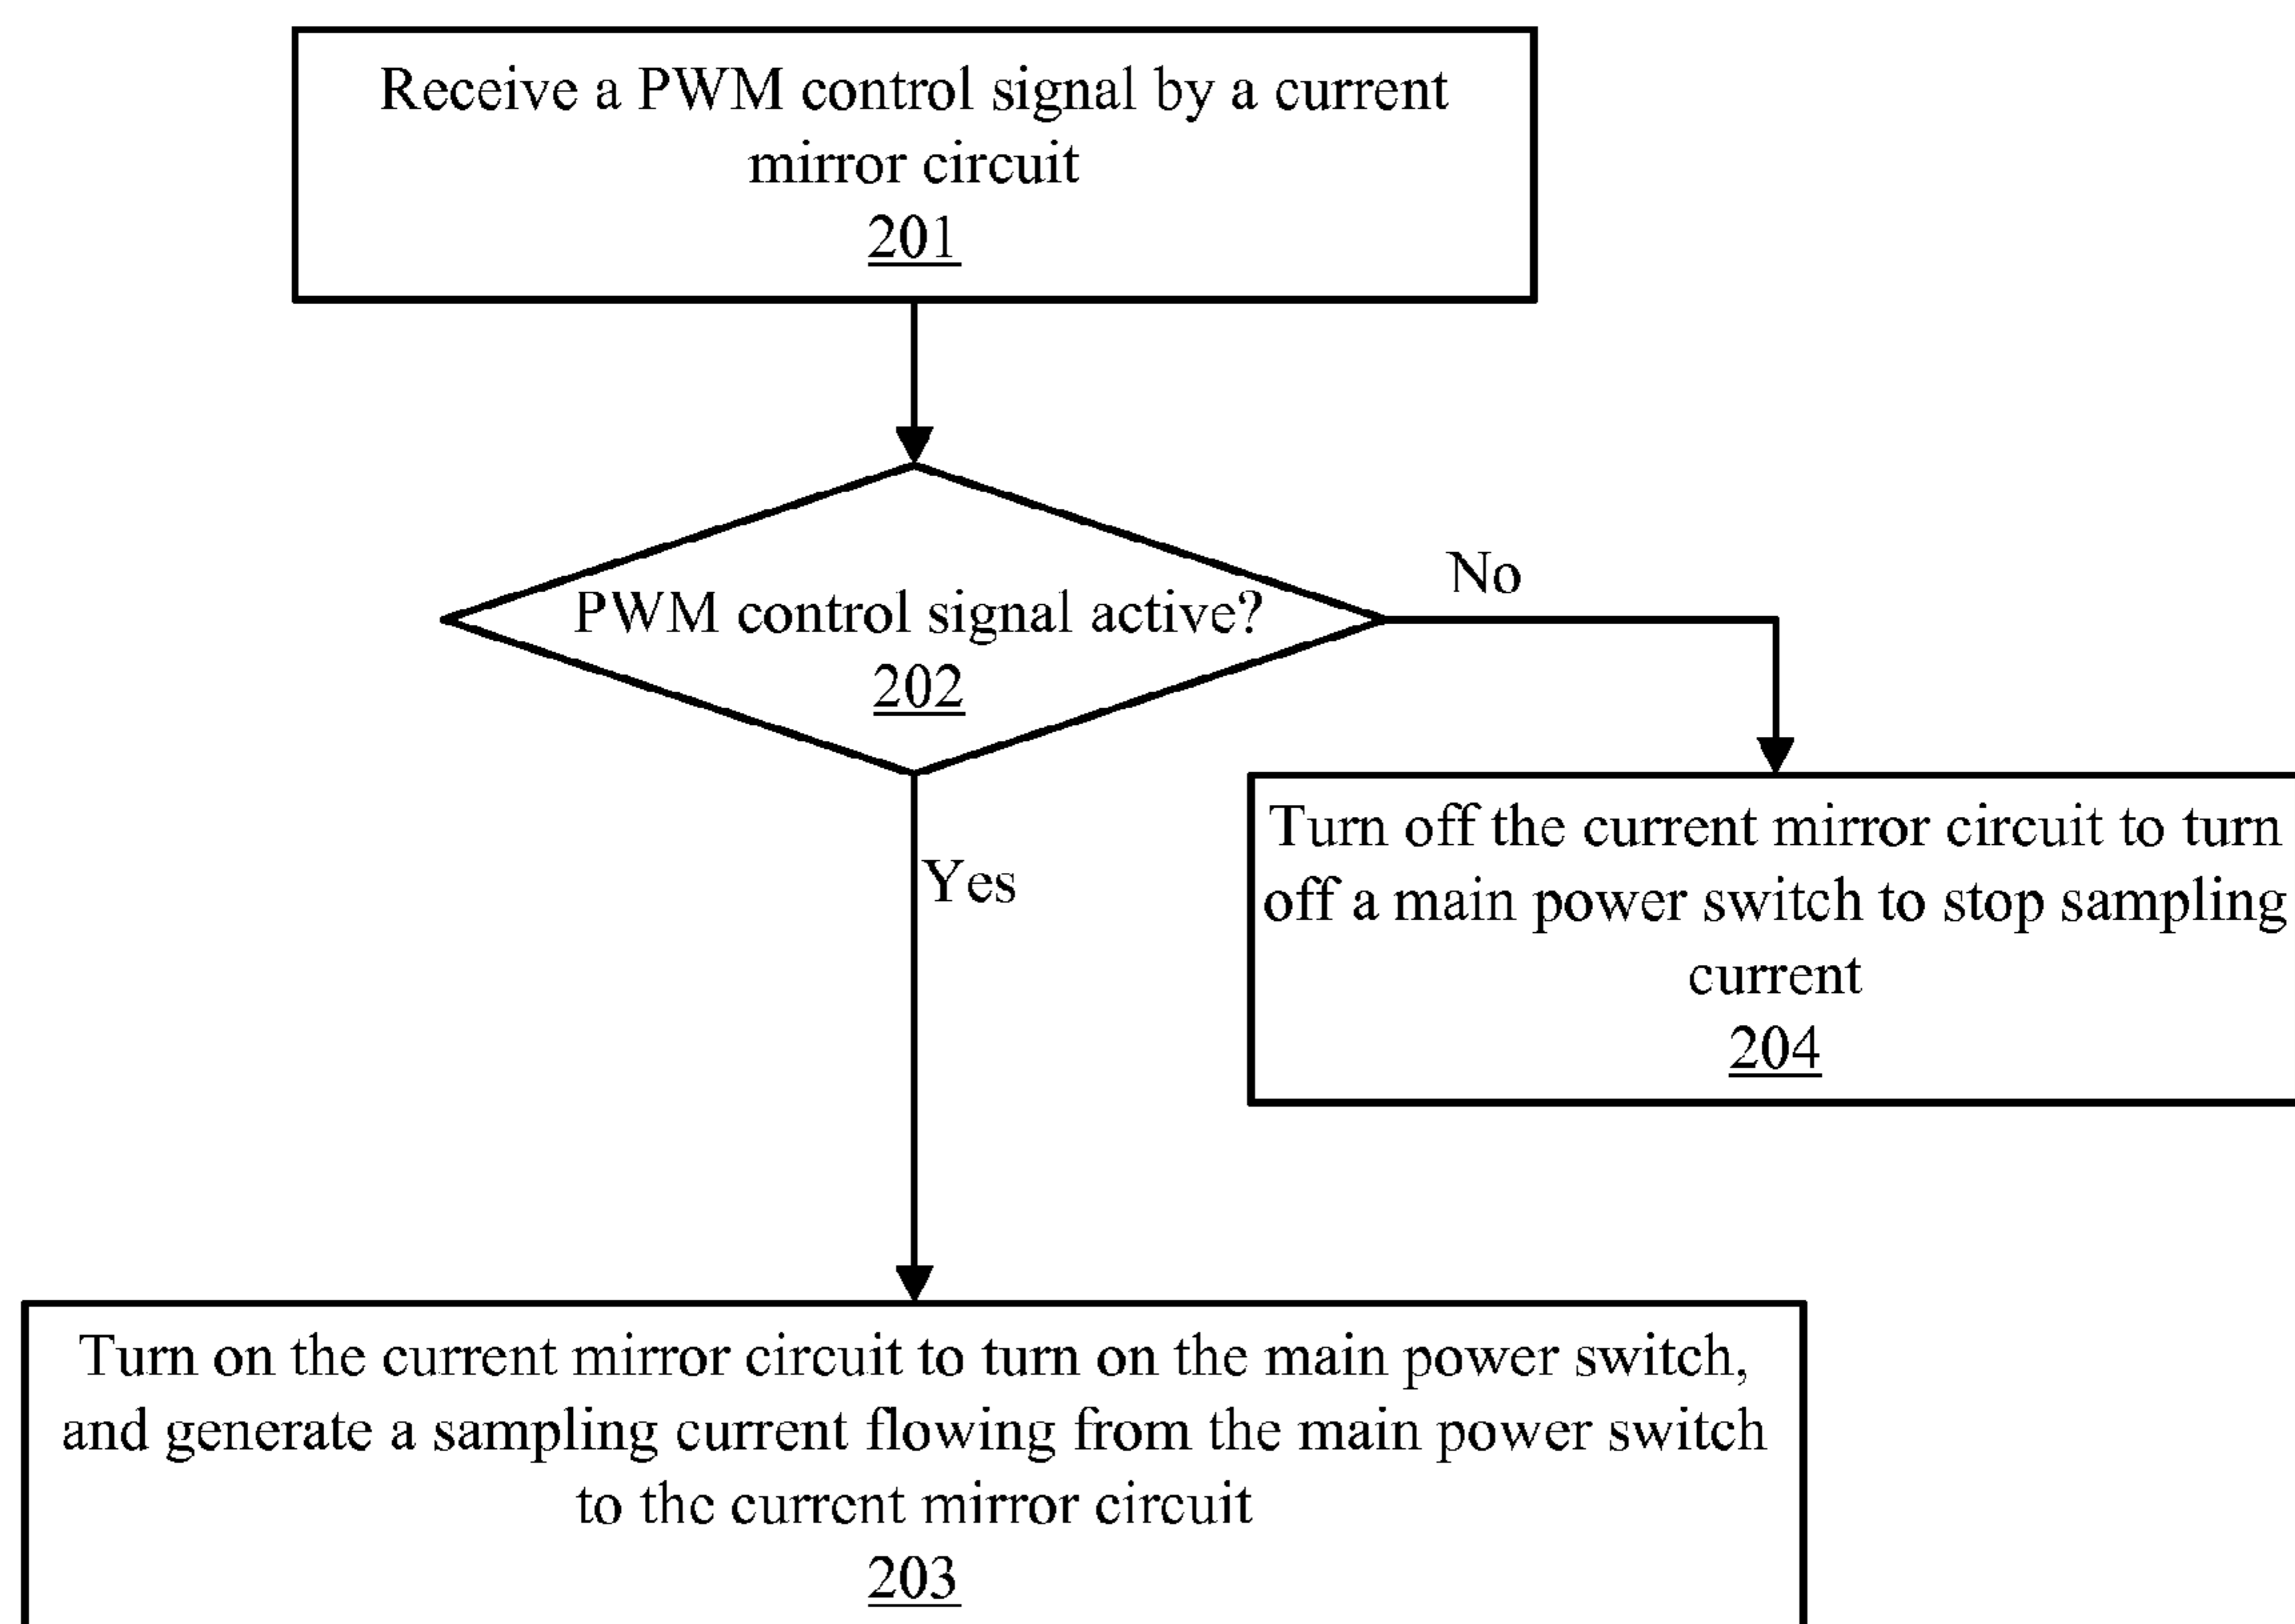 Receive a PWM control signal by a current
mirror circuit
201
PWM control signal active?
202
No
Yes
Turn off the current mirror circuit to turn
off a main power switch to stop sampling
current
204
Turn on the current mirror circuit to turn on the main power switch,
and generate a sampling current flowing from the main power switch
to the current mirror circuit
203